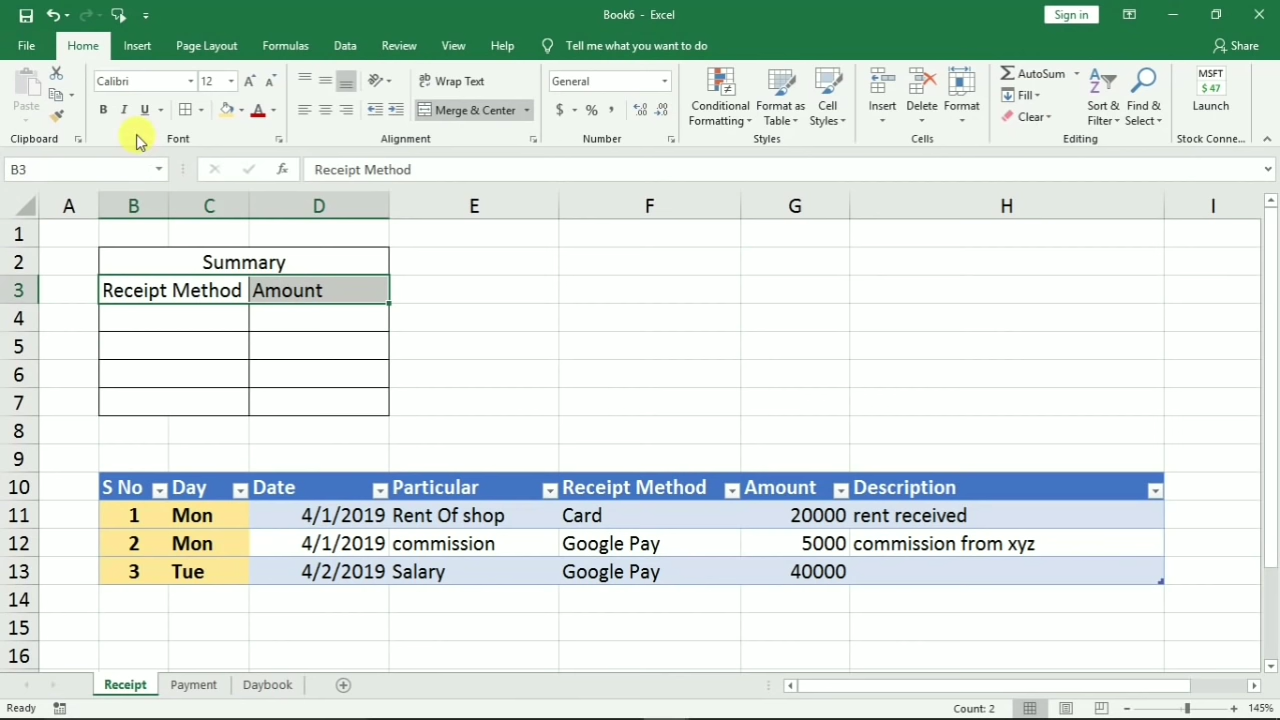 Book6 - Excel
Sign in
File Home Insert Page Layout Formulas Data Review View Help Tell me what you want to do Share
Paste
Calibri 12
B I U A
Wrap Text
Merge & Center
General
$ % ,
Conditional Formatting
Format as Table
Cell Styles
Insert Delete Format
AutoSum
Fill
Clear
Sort & Filter
Find & Select
MSFT
$ 47
Launch
Clipboard Font Alignment Number Styles Cells Editing Stock Conne...
B3 fx Receipt Method
A B C D E F G H I
1
2 Summary
3 Receipt Method Amount
4
5
6
7
8
9
10 S No Day Date Particular Receipt Method Amount Description
11 1 Mon 4/1/2019 Rent Of shop Card 20000 rent received
12 2 Mon 4/1/2019 commission Google Pay 5000 commission from xyz
13 3 Tue 4/2/2019 Salary Google Pay 40000
14
15
16
Receipt Payment Daybook
Ready Count: 2 145%